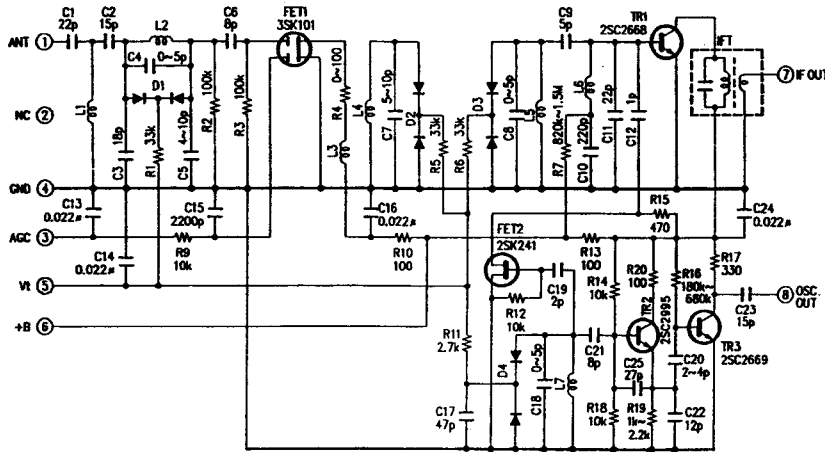 C1
22p
C2
15p
L2
C6
8p
FET1
3SK101
C9
5p
TR1
2SC2668
IFT
ANT 1
C4
0~5p
D1
7 IF OUT
NC 2
L1
18p
C3
R1
33k
4~10p
C5
R2
100k
R3
100k
0~100
R4
L3
L4
5~10p
C7
D2
33k
R5
33k
R6
D3
0~5p
C8
L5
L6
820k~1.5M
R7
220p
C10
22p
C11
1p
C12
GND 4
C13
0.022μ
C15
2200p
C16
0.022μ
R15
470
C24
0.022μ
AGC 3
R9
10k
C14
0.022μ
R10
100
FET2
2SK241
R13
100
R17
330
Vt 5
C19
2p
R14
10k
R20
100
R16
180k~
680k
8 OSC.
OUT
C23
15p
+B 6
R12
10k
TR2
2SC2995
TR3
2SC2669
R11
2.7k
D4
0~5p
C18
L7
C21
8p
C25
27p
C20
2~4p
C17
47p
R18
10k
R19
1k~
2.2k
C22
12p